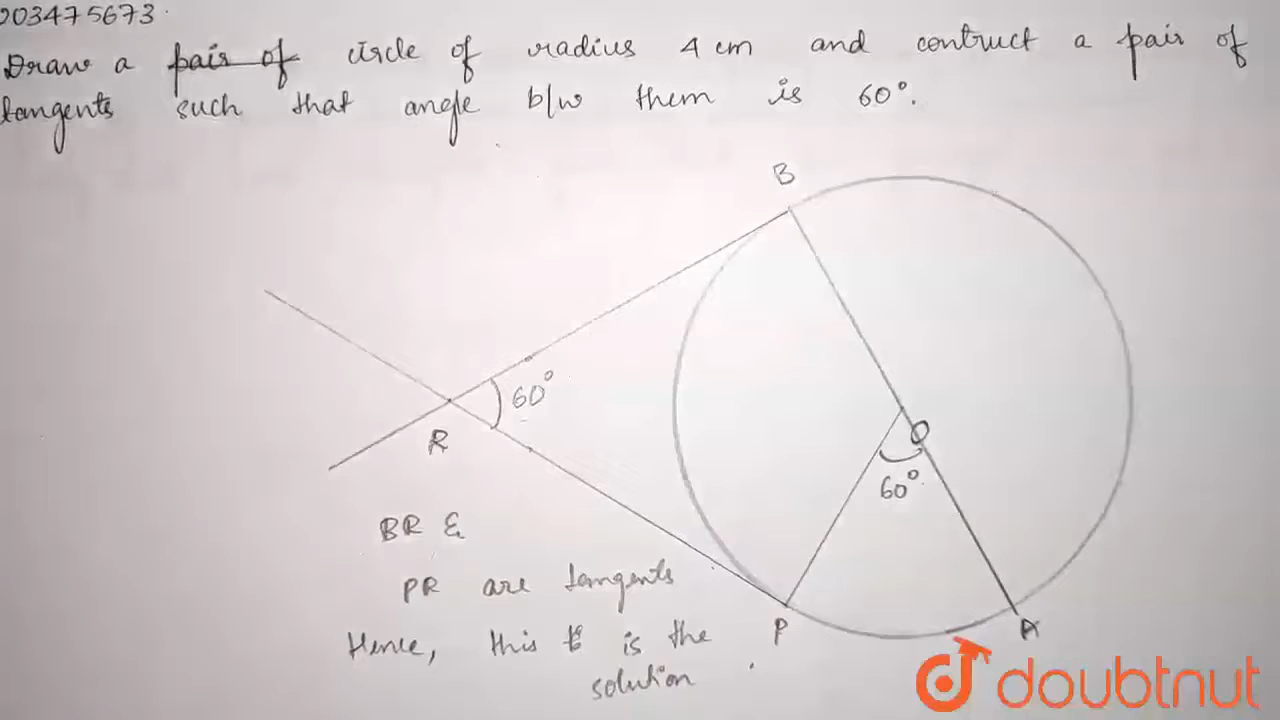 203475673
Draw a pair of circle of radius 4 cm and contruct a pair of
tangents such that angle b/w them is 60°.
B
60°
R
O
60°
BR &
PR are tangents
P
A
Hence, this is the
solution
doubtnut